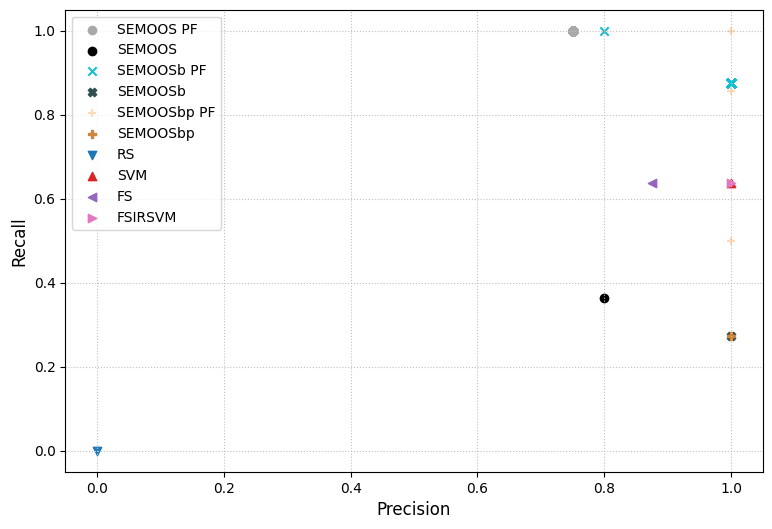 SEMOOS PF
SEMOOS
SEMOOSb PF
SEMOOSb
SEMOOSbp PF
SEMOOSbp
RS
SVM
FS
FSIRSVM
Recall
1.0
0.8
0.6
0.4
0.2
0.0
0.0 0.2 0.4 0.6 0.8 1.0
Precision